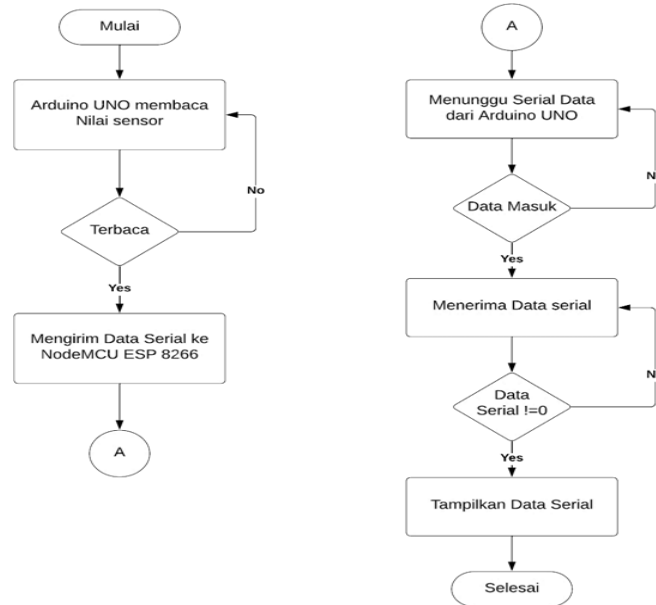 Mulai
Arduino UNO membaca
Nilai sensor
No
Terbaca
Yes
Mengirim Data Serial ke
NodeMCU ESP 8266
A
A
Menunggu Serial Data
dari Arduino UNO
N
Data Masuk
Yes
Menerima Data serial
N
Data
Serial !=0
Yes
Tampilkan Data Serial
Selesai